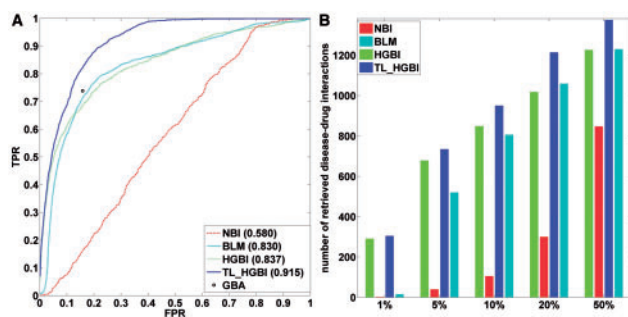 A
1
0.9
0.8
0.7
0.6
0.5
0.4
0.3
0.2
0.1
0
TPR
0
0.1
0.2
0.3
0.4
0.5
0.6
0.7
0.8
0.9
1
FPR
NBI (0.580)
BLM (0.830)
HGBI (0.837)
TL_HGBI (0.915)
GBA
B
number of retrieved disease-drug interactions
1200
1000
800
600
400
200
0
NBI
BLM
HGBI
TL_HGBI
1%
5%
10%
20%
50%